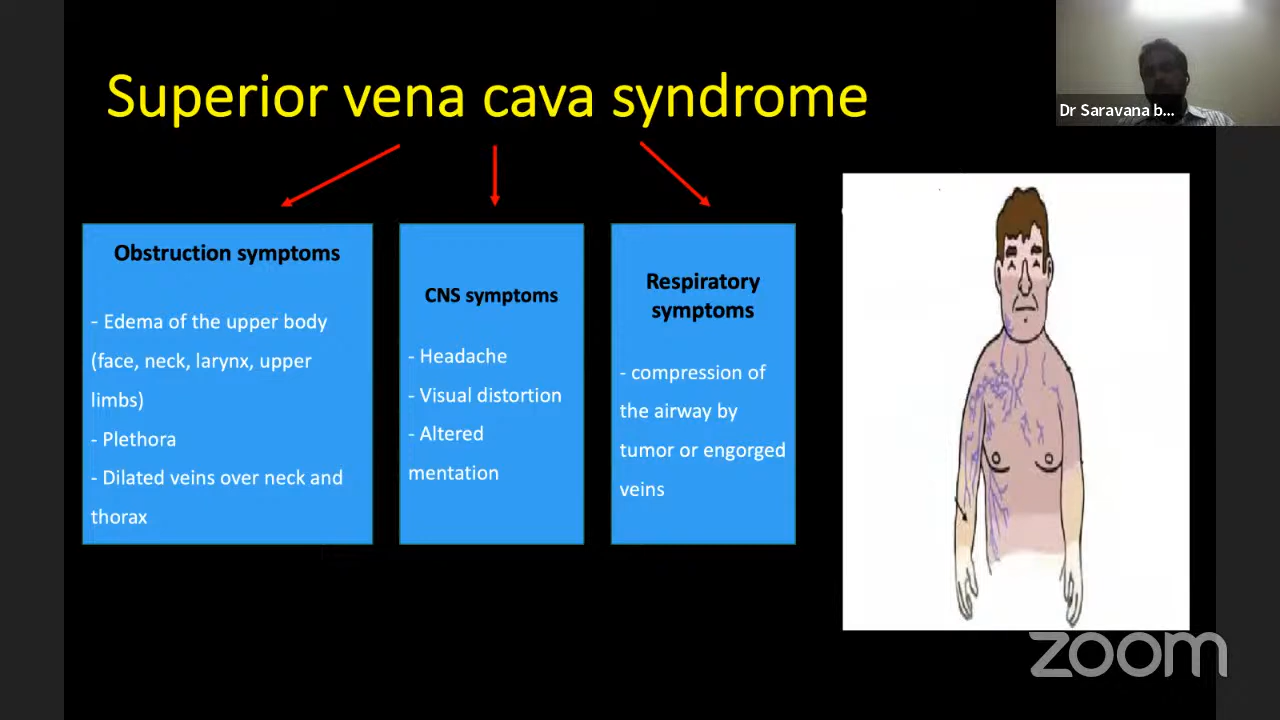 Superior vena cava syndrome
Dr Saravana b...
Obstruction symptoms
- Edema of the upper body
(face, neck, larynx, upper
limbs)
- Plethora
- Dilated veins over neck and
thorax
CNS symptoms
- Headache
- Visual distortion
- Altered
mentation
Respiratory
symptoms
- compression of
the airway by
tumor or engorged
veins
zoom